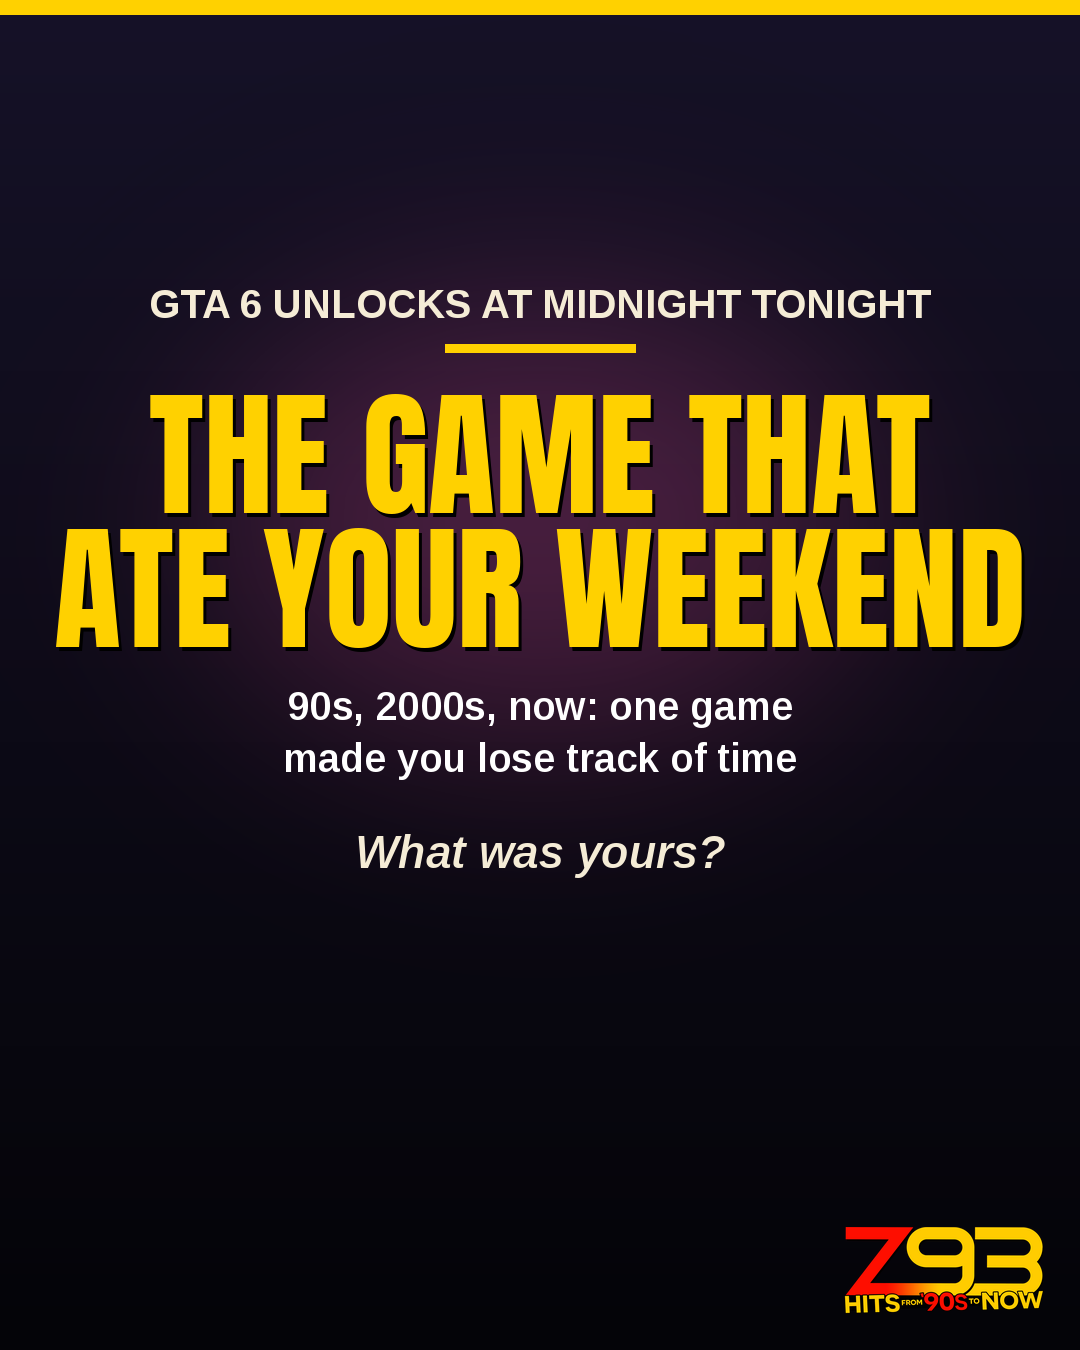 GTA 6 UNLOCKS AT MIDNIGHT TONIGHT
THE GAME THAT
ATE YOUR WEEKEND
90s, 2000s, now: one game
made you lose track of time
What was yours?
Z93
HITS FROM '90S TO NOW